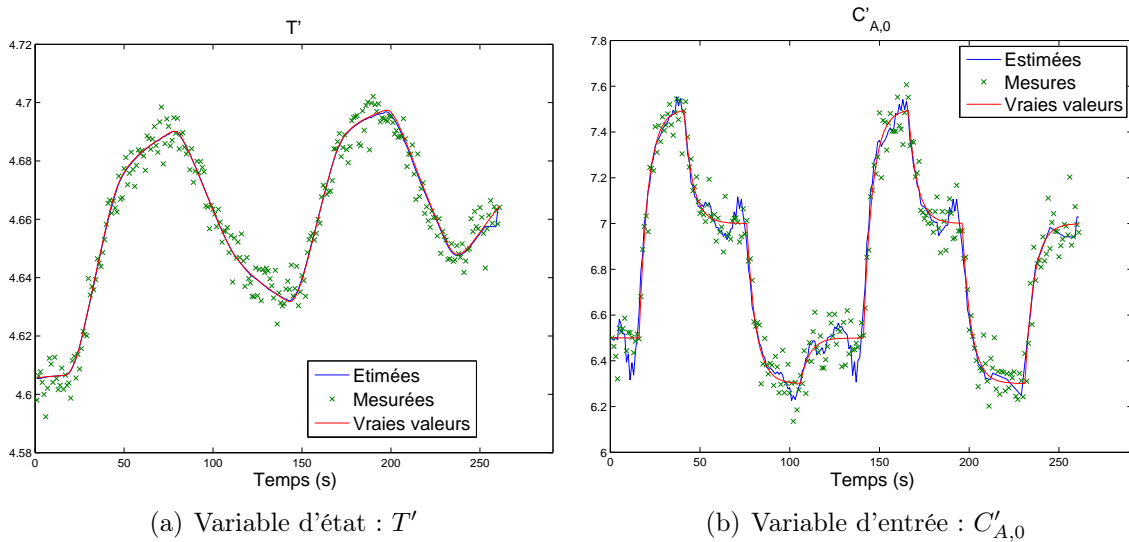 T'
4.72
4.7
4.68
4.66
4.64
4.62
4.6
4.58
0 50 100 150 200 250
Temps (s)
Etimées
Mesurées
Vraies valeurs
(a) Variable d'état : T'
C'A,0
7.8
7.6
7.4
7.2
7
6.8
6.6
6.4
6.2
6
0 50 100 150 200 250
Temps (s)
Estimées
Mesures
Vraies valeurs
(b) Variable d'entrée : C'A,0